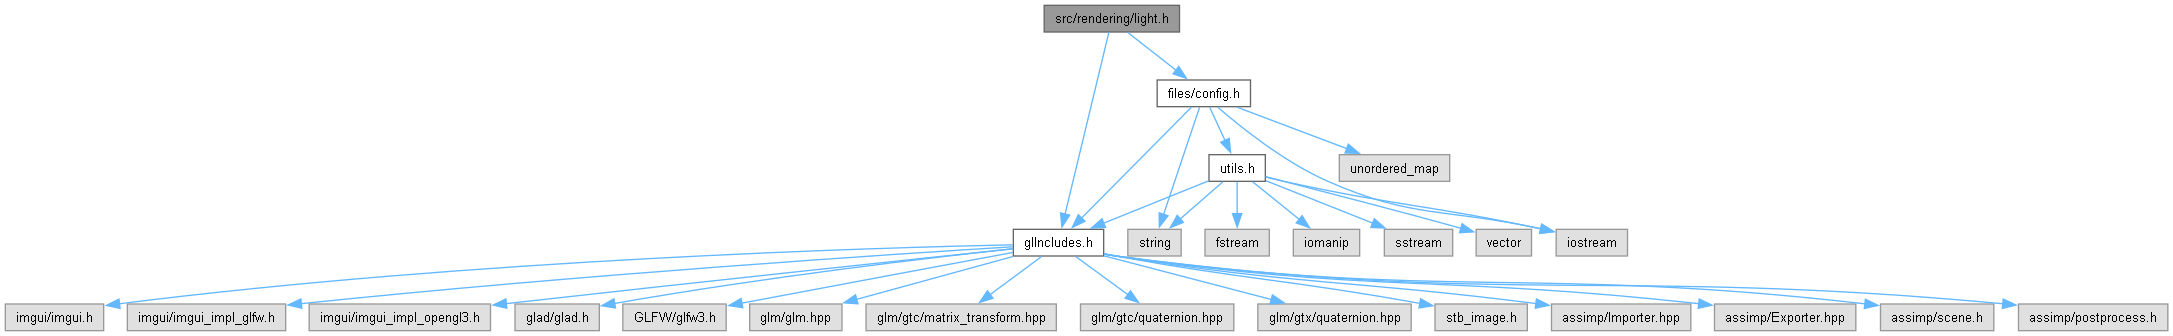 src/rendering/light.h
files/config.h
utils.h
unordered_map
glIncludes.h
string
fstream
iomanip
sstream
vector
iostream
imgui/imgui.h
imgui/imgui_impl_glfw.h
imgui/imgui_impl_opengl3.h
glad/glad.h
GLFW/glfw3.h
glm/glm.hpp
glm/gtc/matrix_transform.hpp
glm/gtc/quaternion.hpp
glm/gtx/quaternion.hpp
stb_image.h
assimp/Importer.hpp
assimp/Exporter.hpp
assimp/scene.h
assimp/postprocess.h